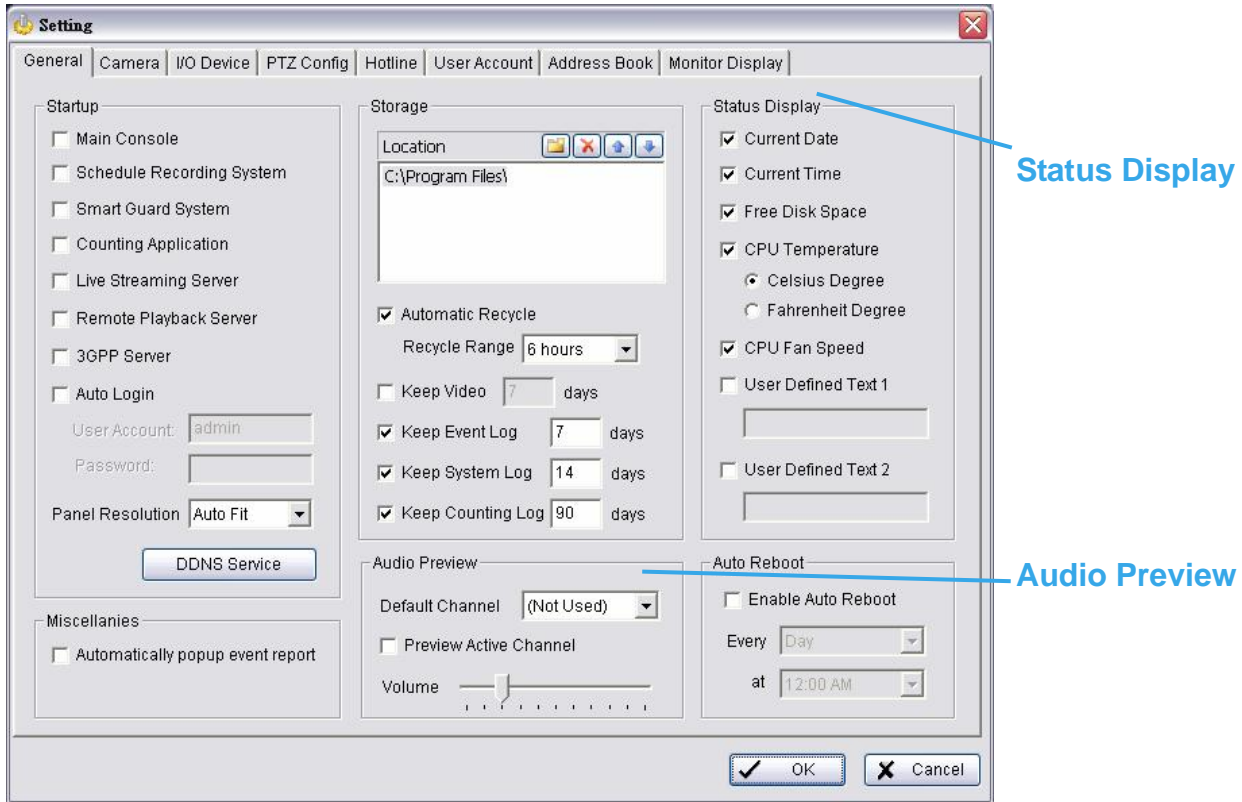 Setting
General
Camera
I/O Device
PTZ Config
Hotline
User Account
Address Book
Monitor Display
Startup
Main Console
Schedule Recording System
Smart Guard System
Counting Application
Live Streaming Server
Remote Playback Server
3GPP Server
Auto Login
User Account: admin
Password:
Panel Resolution Auto Fit
DDNS Service
Miscellanies
Automatically popup event report
Storage
Location
C:\Program Files\
Automatic Recycle
Recycle Range 6 hours
Keep Video 7 days
Keep Event Log 7 days
Keep System Log 14 days
Keep Counting Log 90 days
Audio Preview
Default Channel (Not Used)
Preview Active Channel
Volume
Status Display
Current Date
Current Time
Free Disk Space
CPU Temperature
Celsius Degree
Fahrenheit Degree
CPU Fan Speed
User Defined Text 1
User Defined Text 2
Auto Reboot
Enable Auto Reboot
Every Day
at 12:00 AM
OK
Cancel
Status Display
Audio Preview